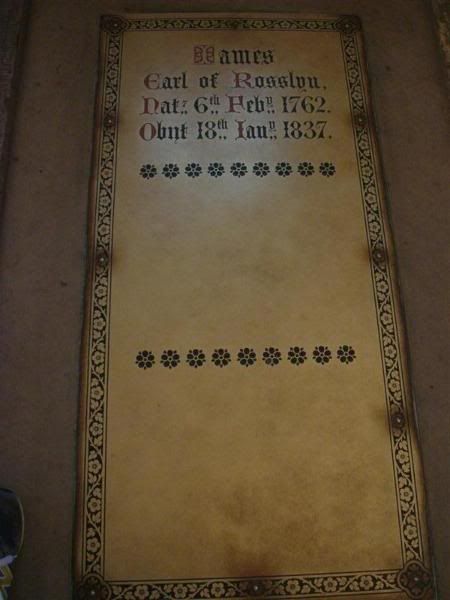 James
Earl of Rosslyn,
Nat: 6th Feby 1762.
Obiit 18th Jany 1837.